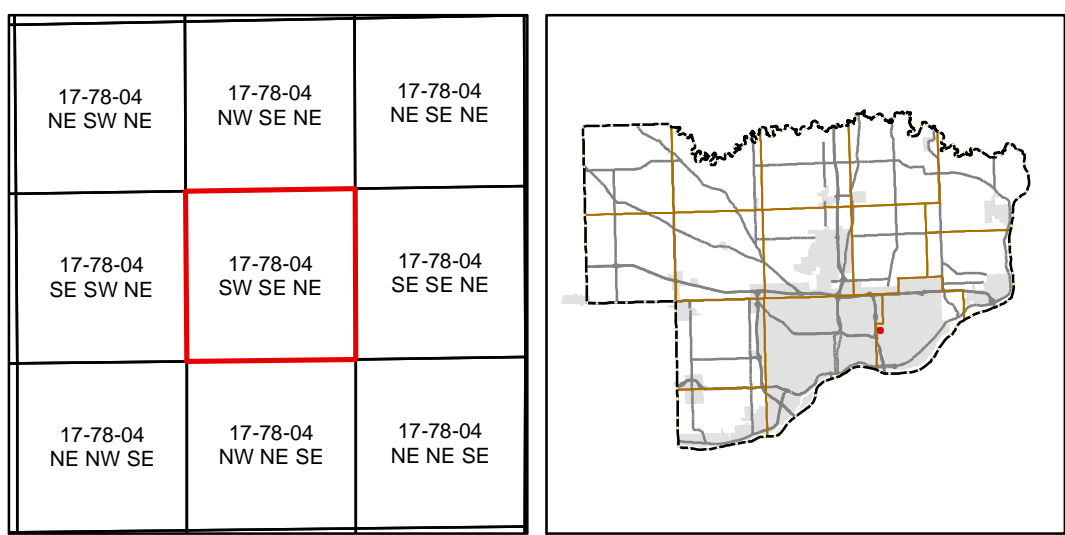 17-78-04
NE SW NE
17-78-04
NW SE NE
17-78-04
NE SE NE
17-78-04
SE SW NE
17-78-04
SW SE NE
17-78-04
SE SE NE
17-78-04
NE NW SE
17-78-04
NW NE SE
17-78-04
NE NE SE